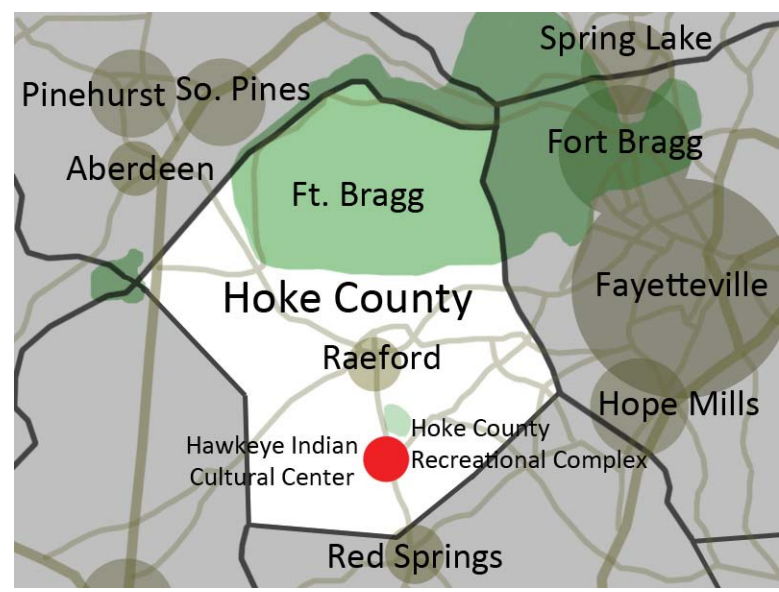 Spring Lake
Pinehurst
So. Pines
Fort Bragg
Aberdeen
Ft. Bragg
Fayetteville
Hoke County
Raeford
Hope Mills
Hoke County
Recreational Complex
Hawkeye Indian
Cultural Center
Red Springs